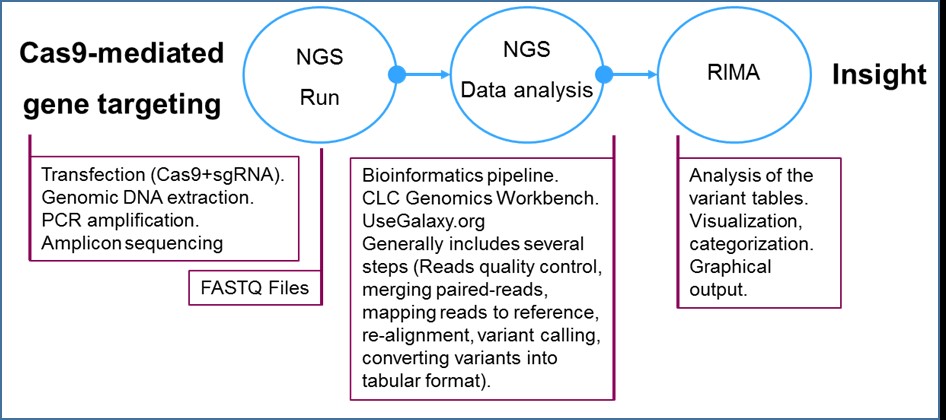 Cas9-mediated
gene targeting
NGS
Run
NGS
Data analysis
RIMA
Insight
Transfection (Cas9+sgRNA).
Genomic DNA extraction.
PCR amplification.
Amplicon sequencing
FASTQ Files
Bioinformatics pipeline.
CLC Genomics Workbench.
UseGalaxy.org
Generally includes several
steps (Reads quality control,
merging paired-reads,
mapping reads to reference,
re-alignment, variant calling,
converting variants into
tabular format).
Analysis of the
variant tables.
Visualization,
categorization.
Graphical
output.